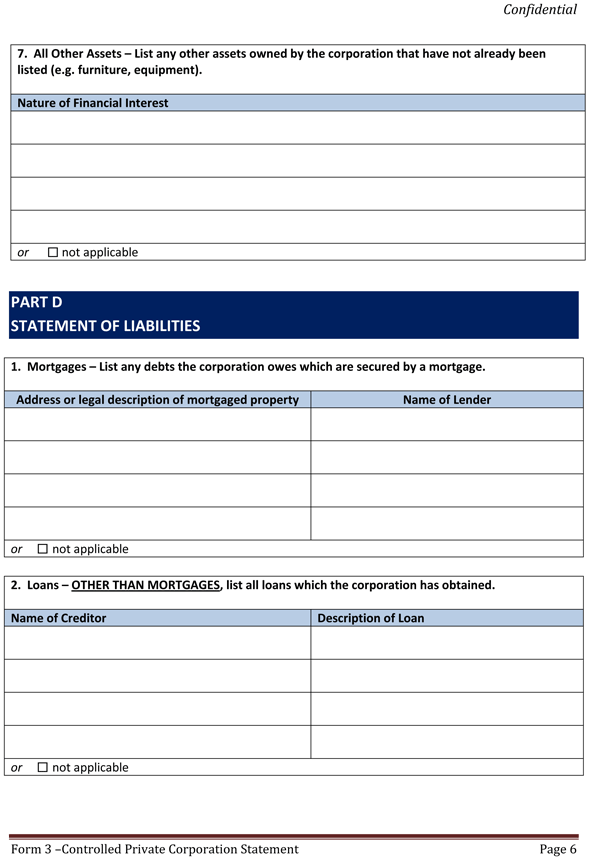 Confidential
7. All Other Assets – List any other assets owned by the corporation that have not already been
listed (e.g. furniture, equipment).
Nature of Financial Interest
or ☐ not applicable
PART D
STATEMENT OF LIABILITIES
1. Mortgages – List any debts the corporation owes which are secured by a mortgage.
Address or legal description of mortgaged property Name of Lender
or ☐ not applicable
2. Loans – OTHER THAN MORTGAGES, list all loans which the corporation has obtained.
Name of Creditor Description of Loan
or ☐ not applicable
Form 3 –Controlled Private Corporation Statement Page 6